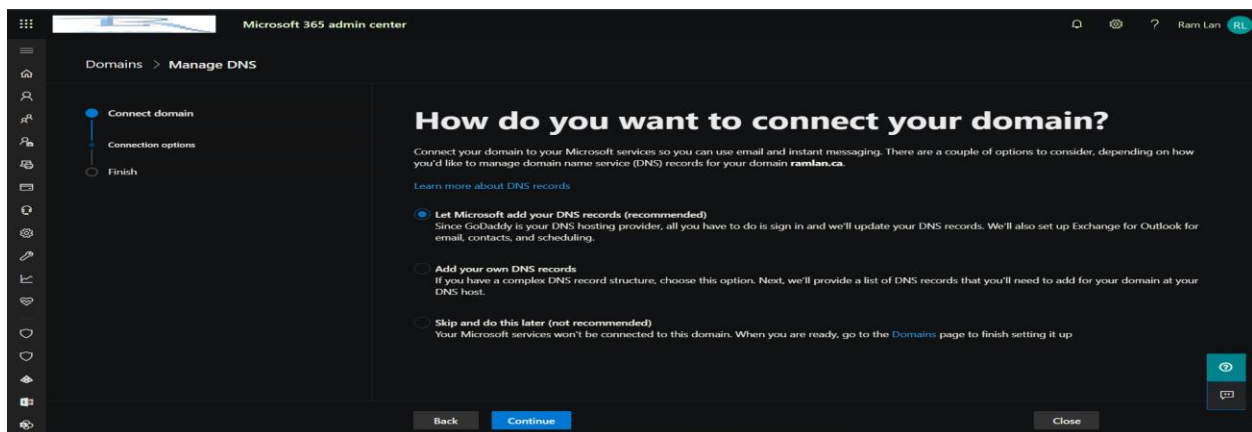 Microsoft 365 admin center
Ram Lan RL
Domains > Manage DNS
Connect domain
Connection options
Finish
How do you want to connect your domain?
Connect your domain to your Microsoft services so you can use email and instant messaging. There are a couple of options to consider, depending on how
you'd like to manage domain name service (DNS) records for your domain ramlan.ca.
Learn more about DNS records
Let Microsoft add your DNS records (recommended)
Since GoDaddy is your DNS hosting provider, all you have to do is sign in and we'll update your DNS records. We'll also set up Exchange for Outlook for
email, contacts, and scheduling.
Add your own DNS records
If you have a complex DNS record structure, choose this option. Next, we'll provide a list of DNS records that you'll need to add for your domain at your
DNS host.
Skip and do this later (not recommended)
Your Microsoft services won't be connected to this domain. When you are ready, go to the Domains page to finish setting it up
Back
Continue
Close